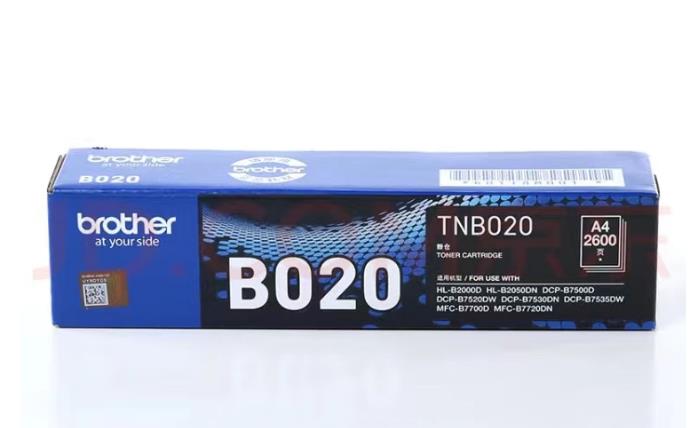 brother
at your side
B020
brother
at your side
B020
TNB020
粉仓
TONER CARTRIDGE
适用机型 / FOR USE WITH
HL-B2000D HL-B2050DN DCP-B7500D
DCP-B7520DW DCP-B7530DN DCP-B7535DW
MFC-B7700D MFC-B7720DN
A4
2600
页
brother